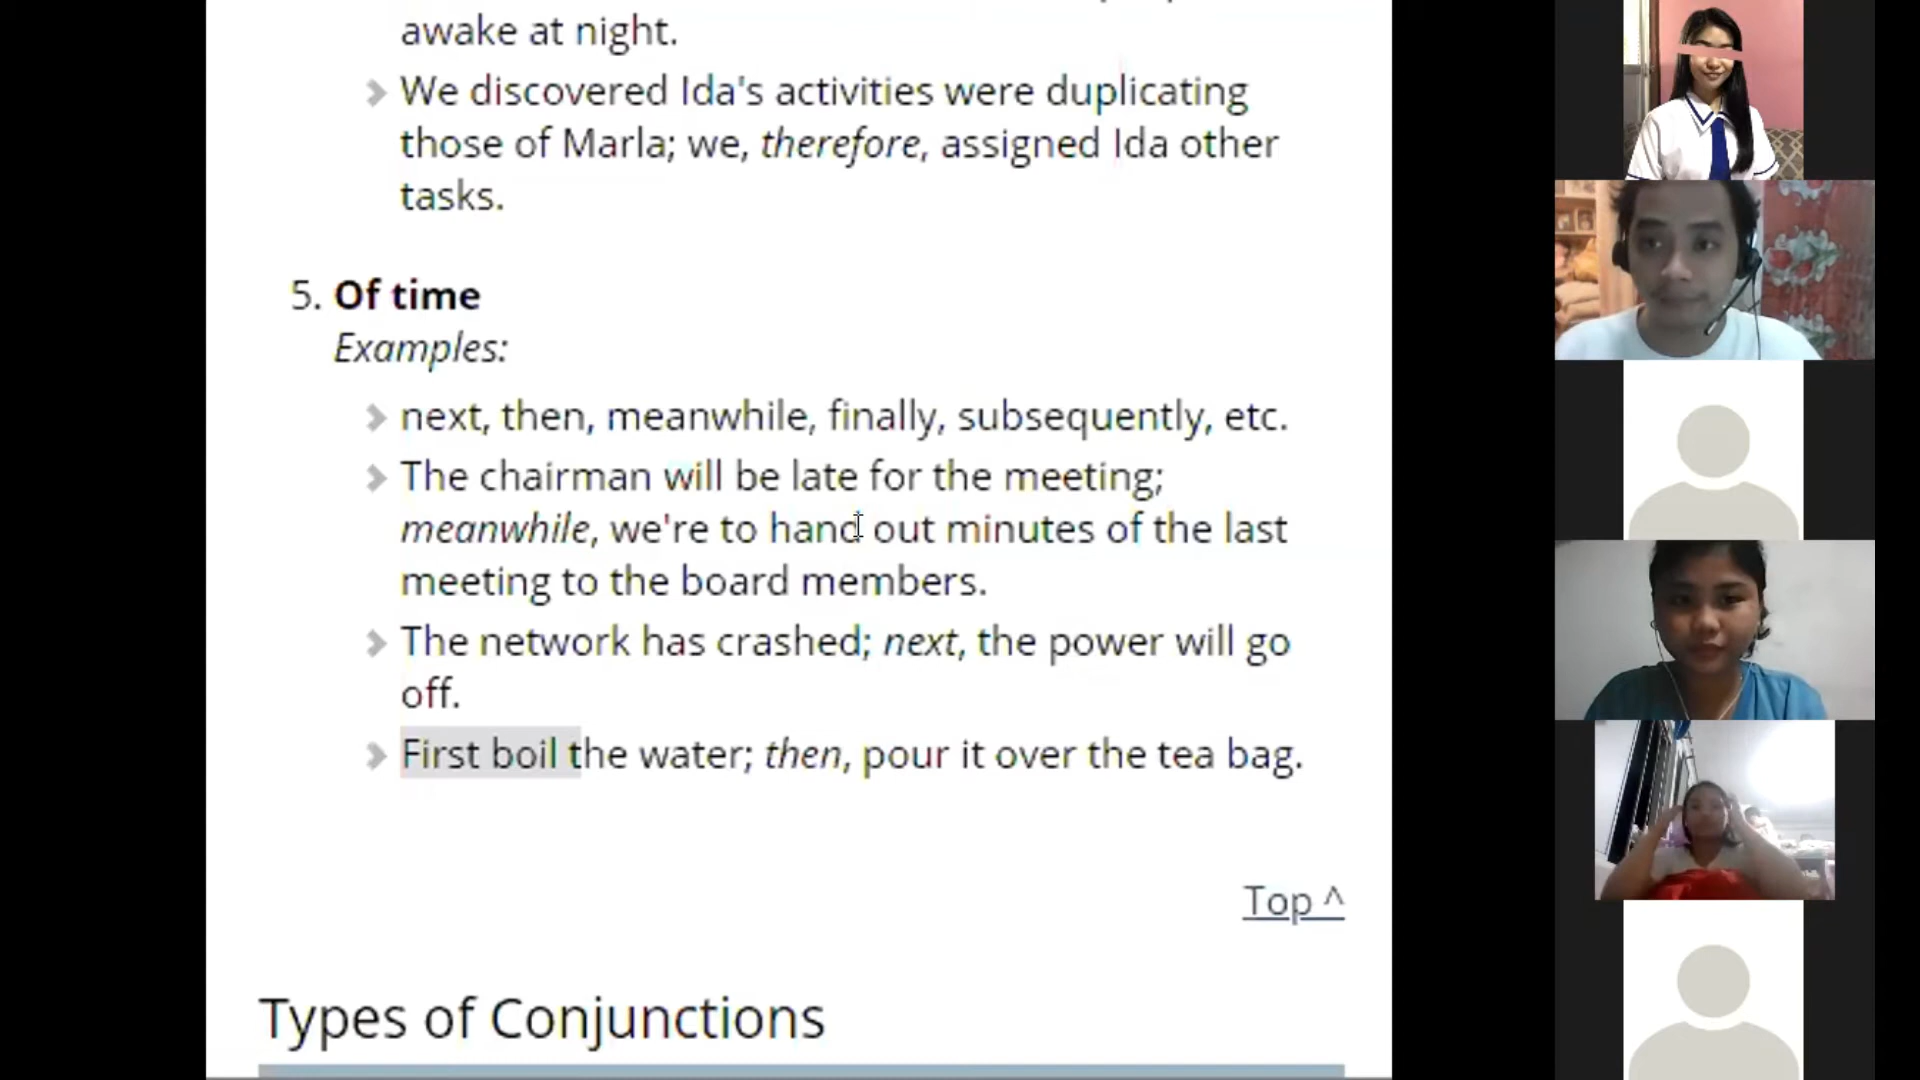 awake at night.
We discovered Ida's activities were duplicating
those of Marla; we, therefore, assigned Ida other
tasks.
5. Of time
Examples:
next, then, meanwhile, finally, subsequently, etc.
The chairman will be late for the meeting;
meanwhile, we're to hand out minutes of the last
meeting to the board members.
The network has crashed; next, the power will go
off.
First boil the water; then, pour it over the tea bag.
Top ^
Types of Conjunctions